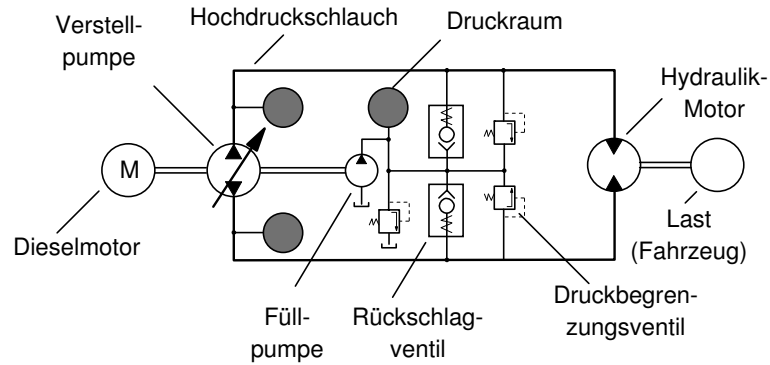 Verstell-
pumpe
Hochdruckschlauch
Druckraum
Hydraulik-
Motor
M
Dieselmotor
Last
(Fahrzeug)
Füll-
pumpe
Rückschlag-
ventil
Druckbegren-
zungsventil